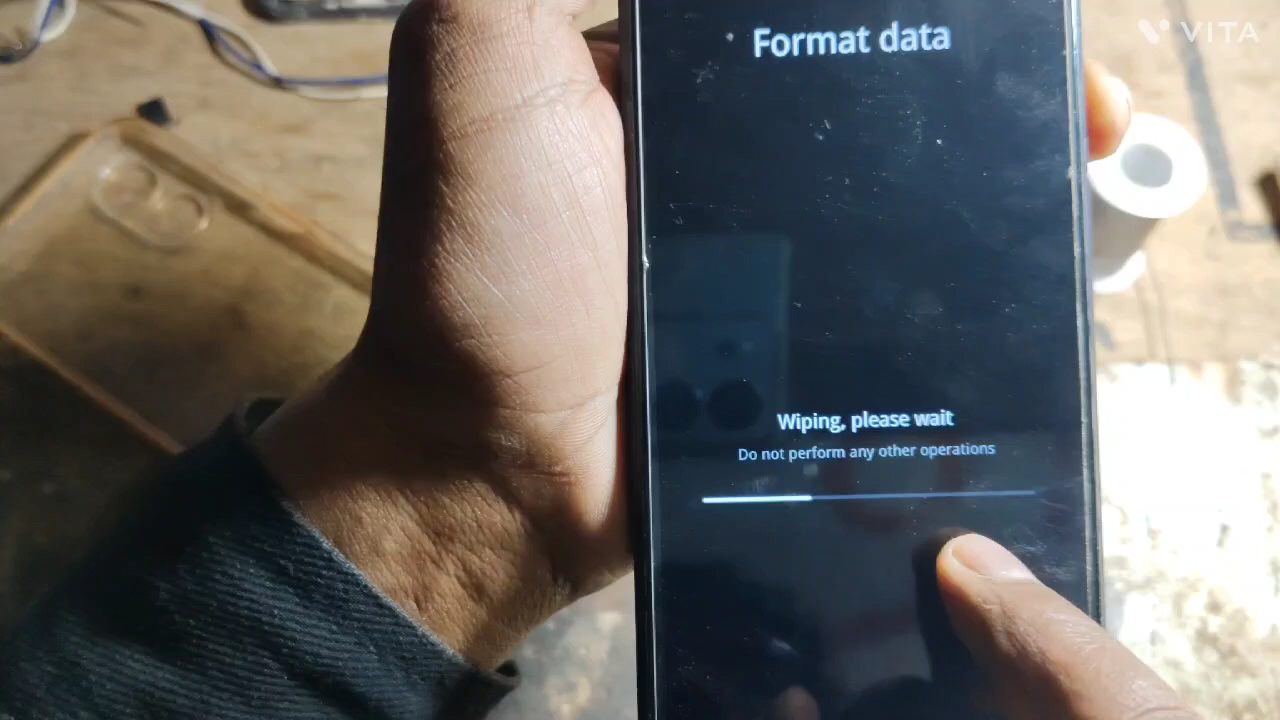 Format data
VITA
Wiping, please wait
Do not perform any other operations